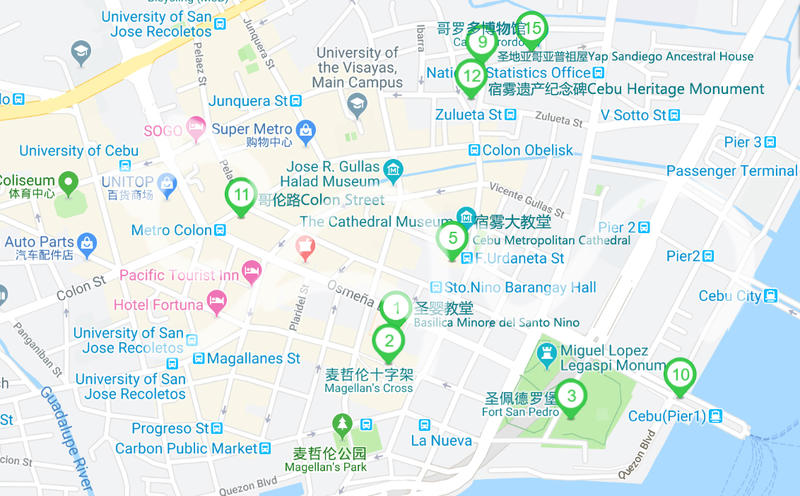 University of San
Jose Recoletos
Junquera St
Pelaez St
Ibarra
哥罗多博物馆
15
9
圣地亚哥亚普祖屋Yap Sandiego Ancestral House
University of
the Visayas,
Main Campus
12
Statistics Office
宿雾遗产纪念碑Cebu Heritage Monument
Junquera St
Zulueta St
Zulueta St
V Sotto St
SOGO
Super Metro
购物中心
Pier 3
University of Cebu
Colon Obelisk
Passenger Terminal
Coliseum
体育中心
UNITOP
百货商场
Jose R. Gullas
Halad Museum
Vicente Gullas St
11
哥伦路Colon Street
The Cathedral Museum
宿雾大教堂
Pier 2
Metro Colon
5
Cebu Metropolitan Cathedral
Auto Parts
汽车配件店
F.Urdaneta St
Pier2
Pacific Tourist Inn
Colon St
Sto.Nino Barangay Hall
Cebu City
Hotel Fortuna
Plaridel St
Osmeña
1
圣婴教堂
Basilica Minore del Santo Nino
Panganiban St
University of San
Jose Recoletos
2
Magallanes St
Miguel Lopez
Legaspi Monum
University of San
Jose Recoletos
麦哲伦十字架
Magellan's Cross
10
圣佩德罗堡
Fort San Pedro
3
Guadalupe River
Cebu(Pier1)
Progreso St
Carbon Public Market
麦哲伦公园
Magellan's Park
La Nueva
Quezon Blvd
Quezon Blvd